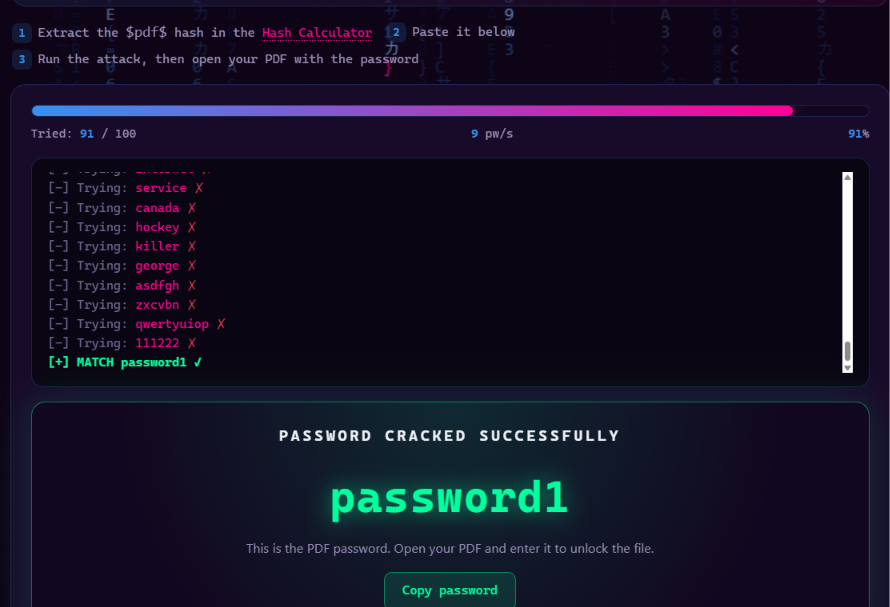 1 Extract the $pdf$ hash in the Hash Calculator 2 Paste it below
3 Run the attack, then open your PDF with the password
Tried: 91 / 100 9 pw/s 91%
[-] Trying:
[-] Trying: service ✗
[-] Trying: canada ✗
[-] Trying: hockey ✗
[-] Trying: killer ✗
[-] Trying: george ✗
[-] Trying: asdfgh ✗
[-] Trying: zxcvbn ✗
[-] Trying: qwertyuiop ✗
[-] Trying: 111222 ✗
[+] MATCH password1 ✓
PASSWORD CRACKED SUCCESSFULLY
password1
This is the PDF password. Open your PDF and enter it to unlock the file.
Copy password